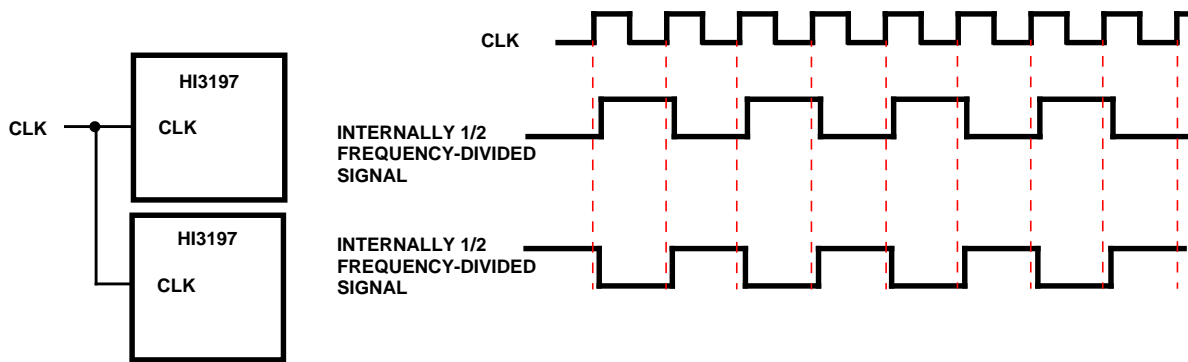 HI3197
CLK
CLK
HI3197
CLK
CLK
INTERNALLY 1/2
FREQUENCY-DIVIDED
SIGNAL
INTERNALLY 1/2
FREQUENCY-DIVIDED
SIGNAL